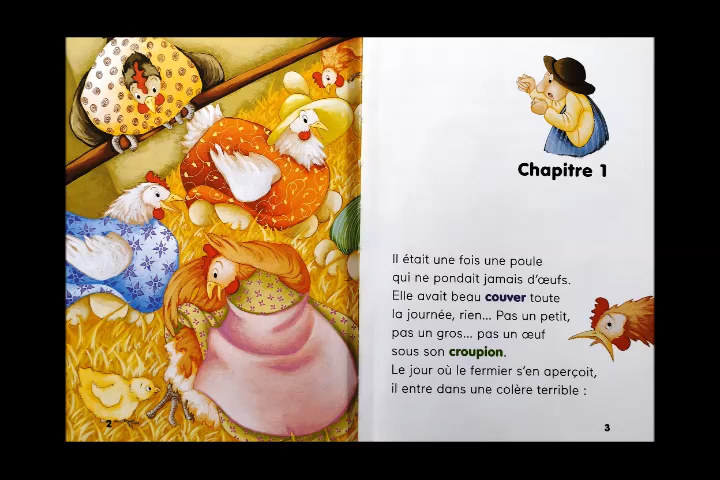 Chapitre 1
Il était une fois une poule
qui ne pondait jamais d'œufs.
Elle avait beau couver toute
la journée, rien... Pas un petit,
pas un gros... pas un œuf
sous son croupion.
Le jour où le fermier s'en aperçoit,
il entre dans une colère terrible :
2
3